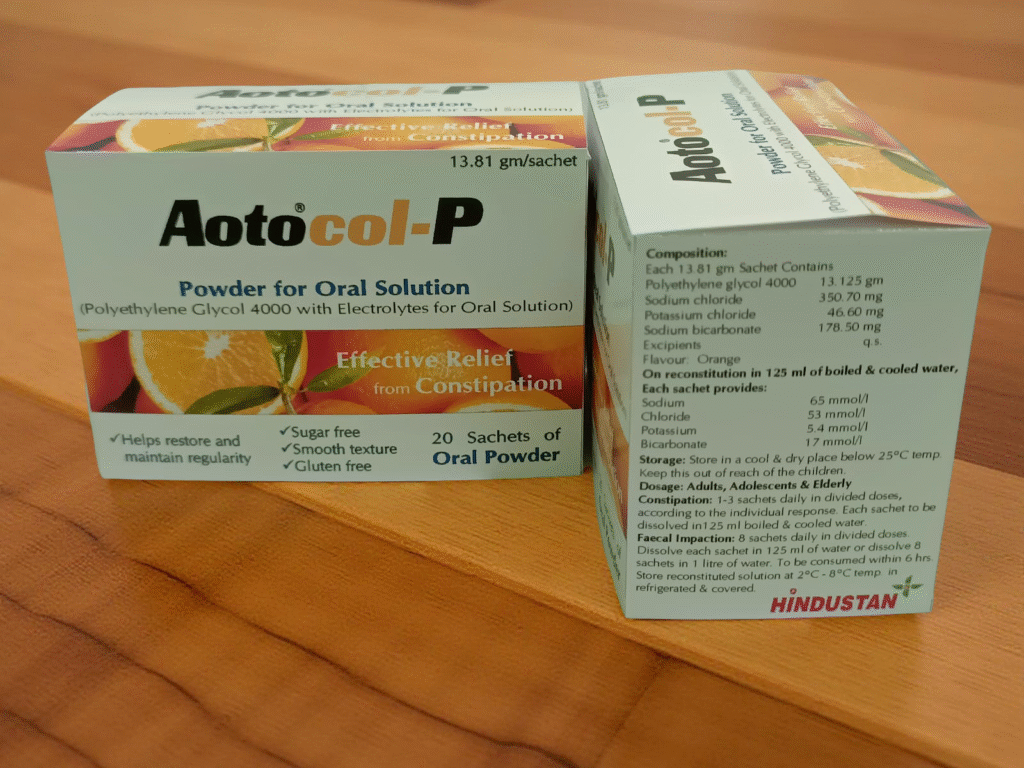 Aotocol-P
Powder for Oral Solution
(Polyethylene Glycol 4000 with Electrolytes for Oral Solution)
Effective Relief
from Constipation
13.81 gm/sachet
Aotocol-P®
Powder for Oral Solution
(Polyethylene Glycol 4000 with Electrolytes for Oral Solution)
Effective Relief
from Constipation
✓Helps restore and
maintain regularity
✓Sugar free
✓Smooth texture
✓Gluten free
20 Sachets of
Oral Powder
Aotocol-P
Powder for Oral Solution
(Polyethylene Glycol 4000 with
Composition:
Each 13.81 gm Sachet Contains
Polyethylene glycol 4000 13.125 gm
Sodium chloride 350.70 mg
Potassium chloride 46.60 mg
Sodium bicarbonate 178.50 mg
Excipients q.s.
Flavour: Orange
On reconstitution in 125 ml of boiled & cooled water,
Each sachet provides:
Sodium 65 mmol/l
Chloride 53 mmol/l
Potassium 5.4 mmol/l
Bicarbonate 17 mmol/l
Storage: Store in a cool & dry place below 25°C temp.
Keep this out of reach of the children.
Dosage: Adults, Adolescents & Elderly
Constipation: 1-3 sachets daily in divided doses,
according to the individual response. Each sachet to be
dissolved in125 ml boiled & cooled water.
Faecal Impaction: 8 sachets daily in divided doses.
Dissolve each sachet in 125 ml of water or dissolve 8
sachets in 1 litre of water. To be consumed within 6 hrs.
Store reconstituted solution at 2°C - 8°C temp. in
refrigerated & covered.
HINDUSTAN